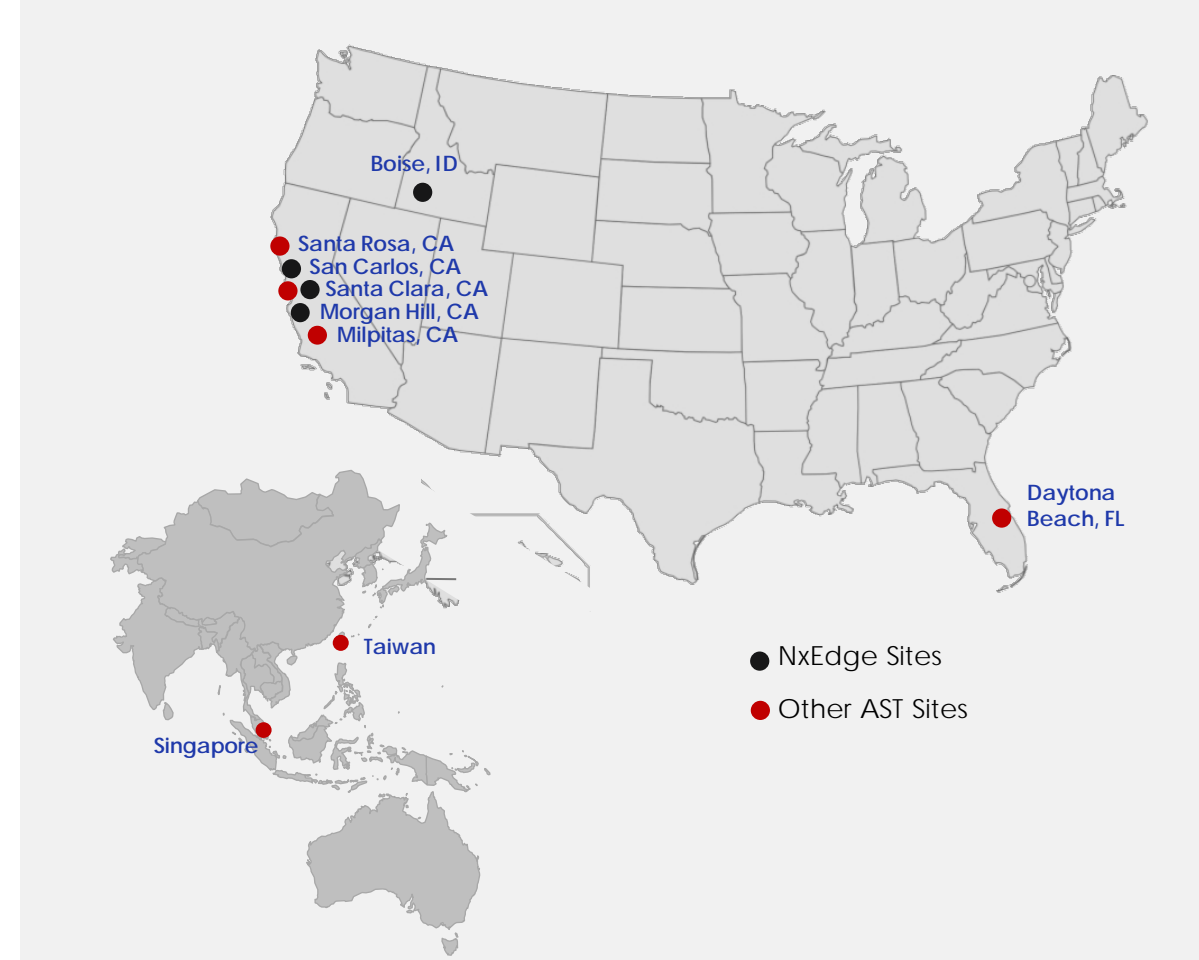 Boise, ID
Santa Rosa, CA
San Carlos, CA
Santa Clara, CA
Morgan Hill, CA
Milpitas, CA
Daytona
Beach, FL
Taiwan
NxEdge Sites
Other AST Sites
Singapore